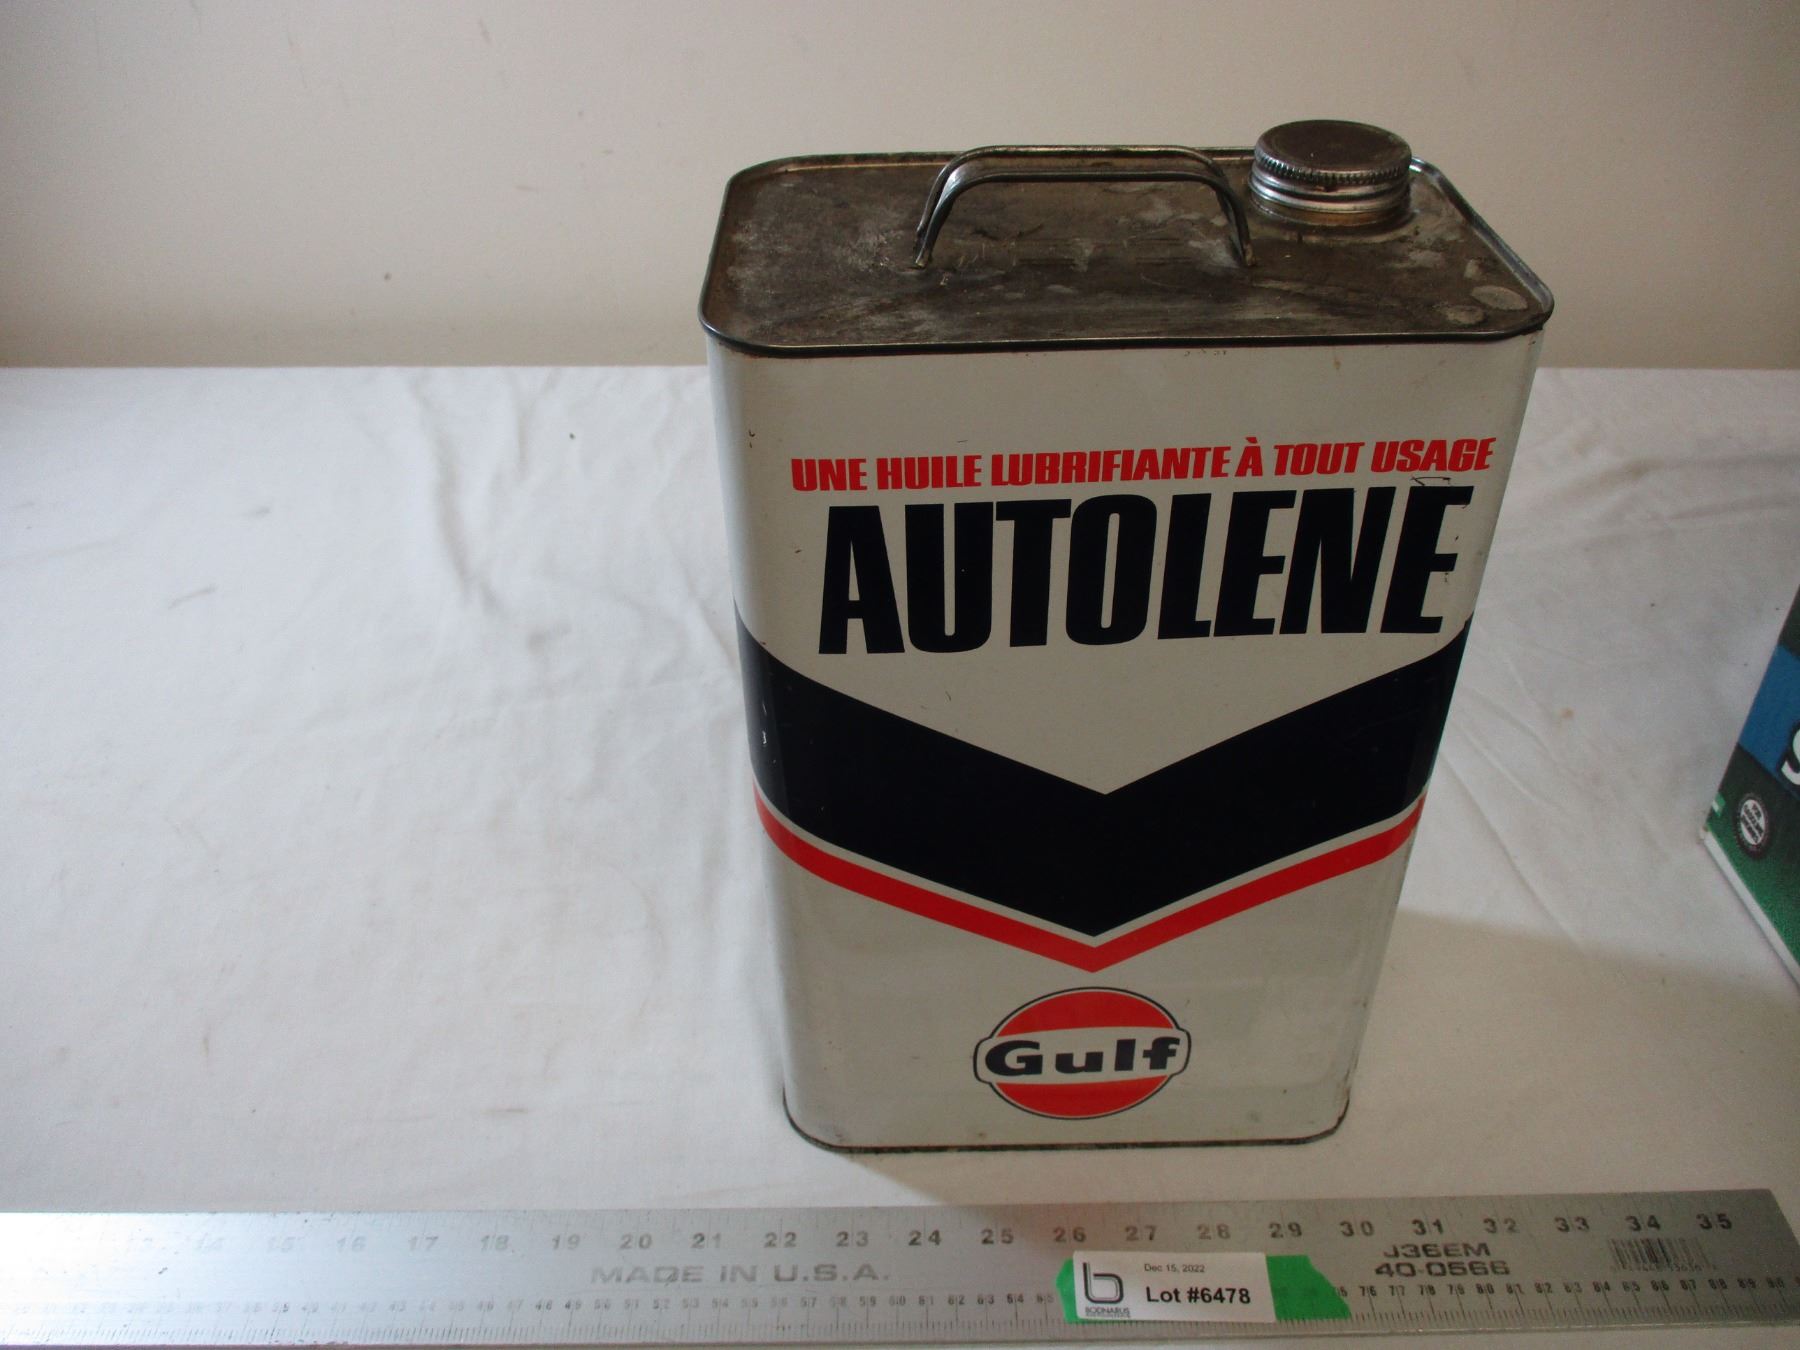 UNE HUILE LUBRIFIANTE À TOUT USAGE
AUTOLENE
Gulf
13 14 15 16 17 18 19 20 21 22 23 24 25 26 27 28 29 30 31 32 33 34 35
MADE IN U.S.A.
J36EM
40-0566
Dec 15, 2022
Lot #6478
BODNARUS